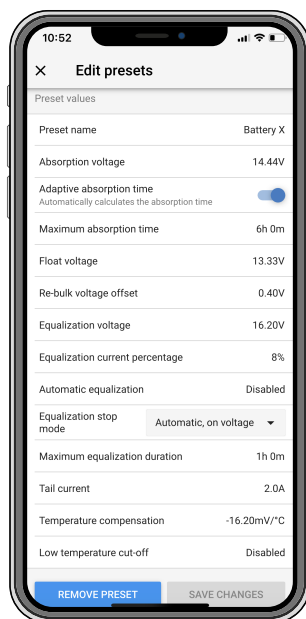 10:52
Edit presets
Preset values
Preset name Battery X
Absorption voltage 14.44V
Adaptive absorption time
Automatically calculates the absorption time
Maximum absorption time 6h 0m
Float voltage 13.33V
Re-bulk voltage offset 0.40V
Equalization voltage 16.20V
Equalization current percentage 8%
Automatic equalization Disabled
Equalization stop mode Automatic, on voltage
Maximum equalization duration 1h 0m
Tail current 2.0A
Temperature compensation -16.20mV/°C
Low temperature cut-off Disabled
REMOVE PRESET SAVE CHANGES